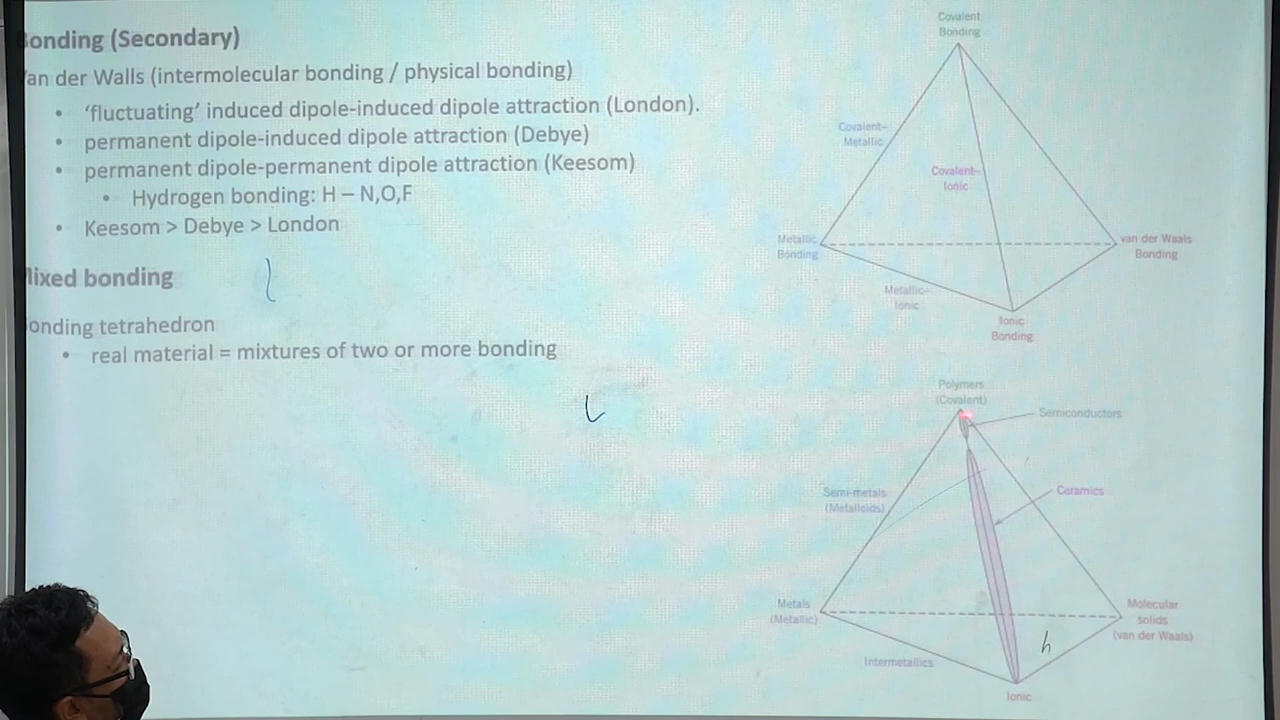 onding (Secondary)
an der Walls (intermolecular bonding / physical bonding)
• ‘fluctuating’ induced dipole-induced dipole attraction (London).
• permanent dipole-induced dipole attraction (Debye)
• permanent dipole-permanent dipole attraction (Keesom)
• Hydrogen bonding: H – N,O,F
• Keesom > Debye > London
lixed bonding
onding tetrahedron
• real material = mixtures of two or more bonding
Covalent
Bonding
Covalent–
Metallic
Covalent–
Ionic
Metallic
Bonding
van der Waals
Bonding
Metallic–
Ionic
Ionic
Bonding
Polymers
(Covalent)
Semiconductors
Semi-metals
(Metalloids)
Ceramics
Metals
(Metallic)
Molecular
solids
(van der Waals)
h
Intermetallics
Ionic